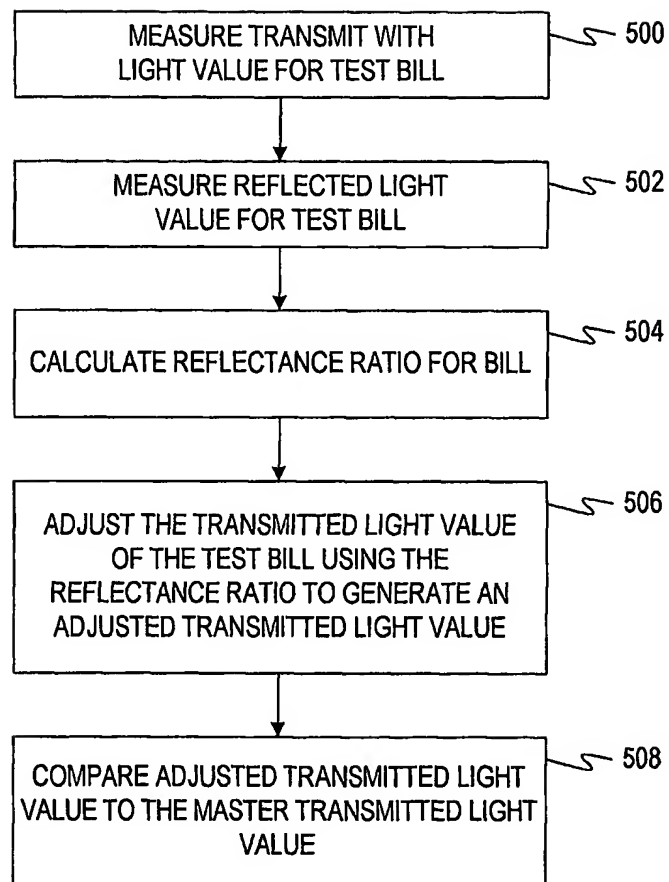 MEASURE TRANSMIT WITH
LIGHT VALUE FOR TEST BILL
500
MEASURE REFLECTED LIGHT
VALUE FOR TEST BILL
502
CALCULATE REFLECTANCE RATIO FOR BILL
504
ADJUST THE TRANSMITTED LIGHT VALUE
OF THE TEST BILL USING THE
REFLECTANCE RATIO TO GENERATE AN
ADJUSTED TRANSMITTED LIGHT VALUE
506
COMPARE ADJUSTED TRANSMITTED LIGHT
VALUE TO THE MASTER TRANSMITTED LIGHT
VALUE
508